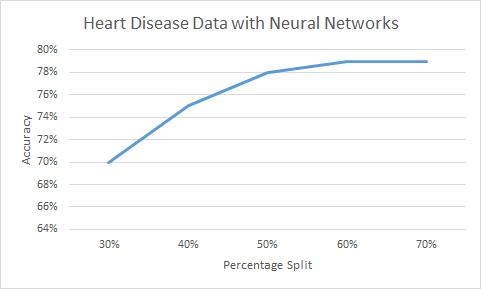 Heart Disease Data with Neural Networks
80%
78%
76%
74%
72%
70%
68%
66%
64%
Accuracy
30% 40% 50% 60% 70%
Percentage Split